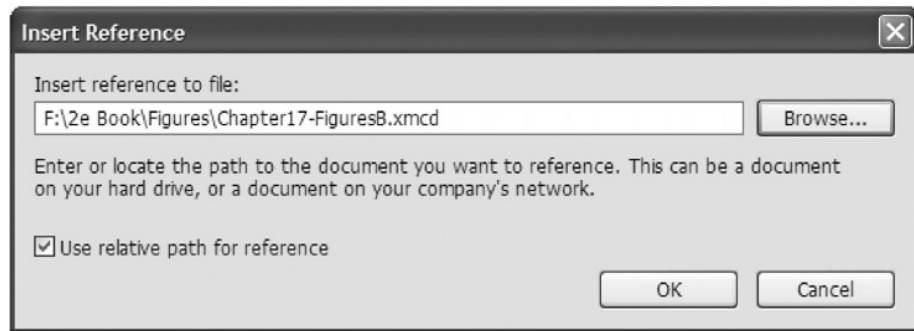 Insert Reference
Insert reference to file:
F:\2e Book\Figures\Chapter17-FiguresB.xmcd
Browse...
Enter or locate the path to the document you want to reference. This can be a document
on your hard drive, or a document on your company's network.
Use relative path for reference
OK
Cancel